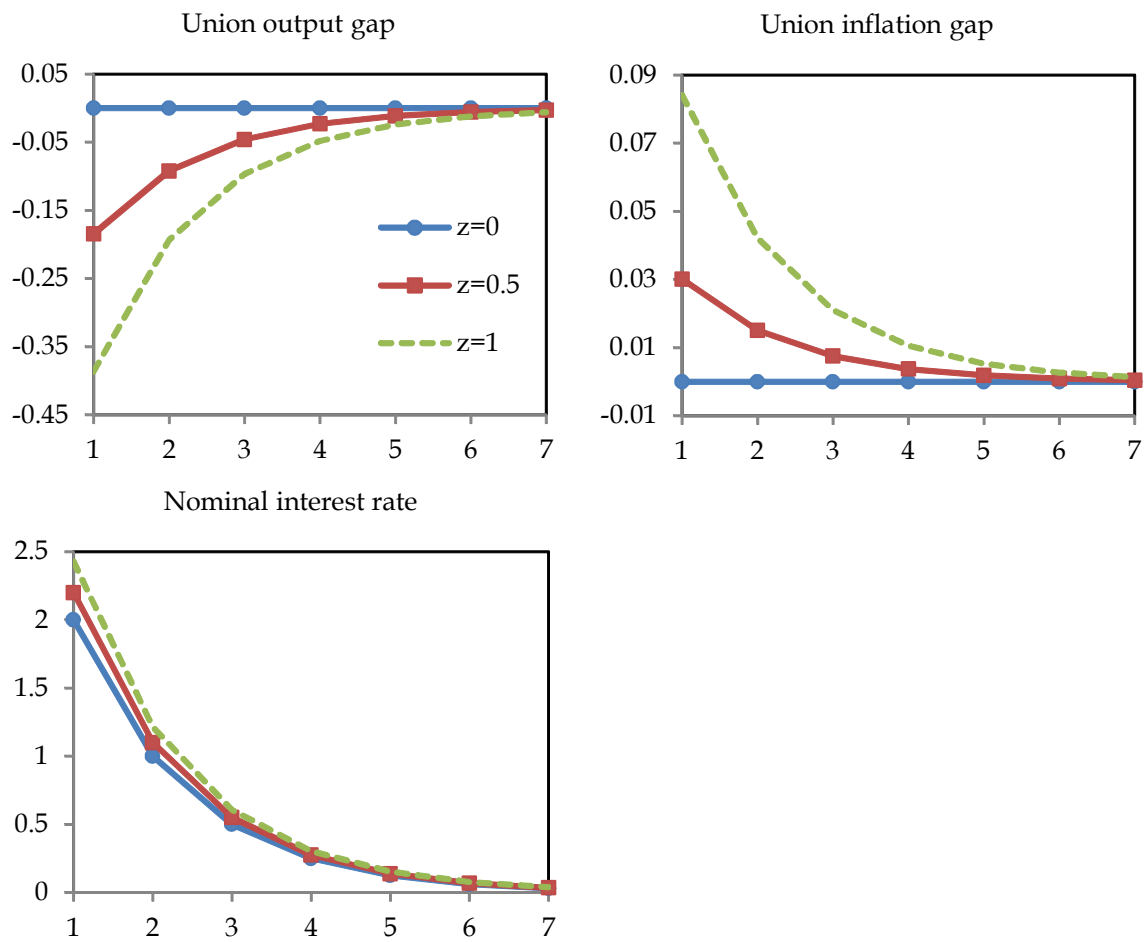 Union output gap
0.05
-0.05
-0.15
-0.25
-0.35
-0.45
1 2 3 4 5 6 7
z=0
z=0.5
z=1
Union inflation gap
0.09
0.07
0.05
0.03
0.01
-0.01
1 2 3 4 5 6 7
Nominal interest rate
2.5
2
1.5
1
0.5
0
1 2 3 4 5 6 7